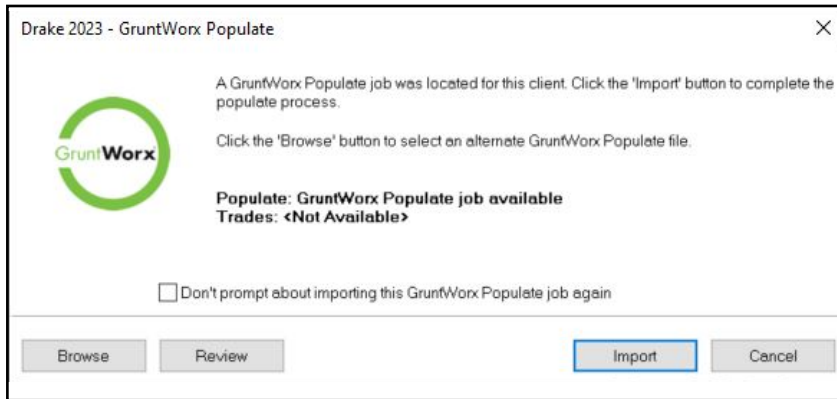 Drake 2023 - GruntWorx Populate
A GruntWorx Populate job was located for this client. Click the 'Import' button to complete the
populate process.
GruntWorx
Click the 'Browse' button to select an alternate GruntWorx Populate file.
Populate: GruntWorx Populate job available
Trades: <Not Available>
Don't prompt about importing this GruntWorx Populate job again
Browse Review Import Cancel